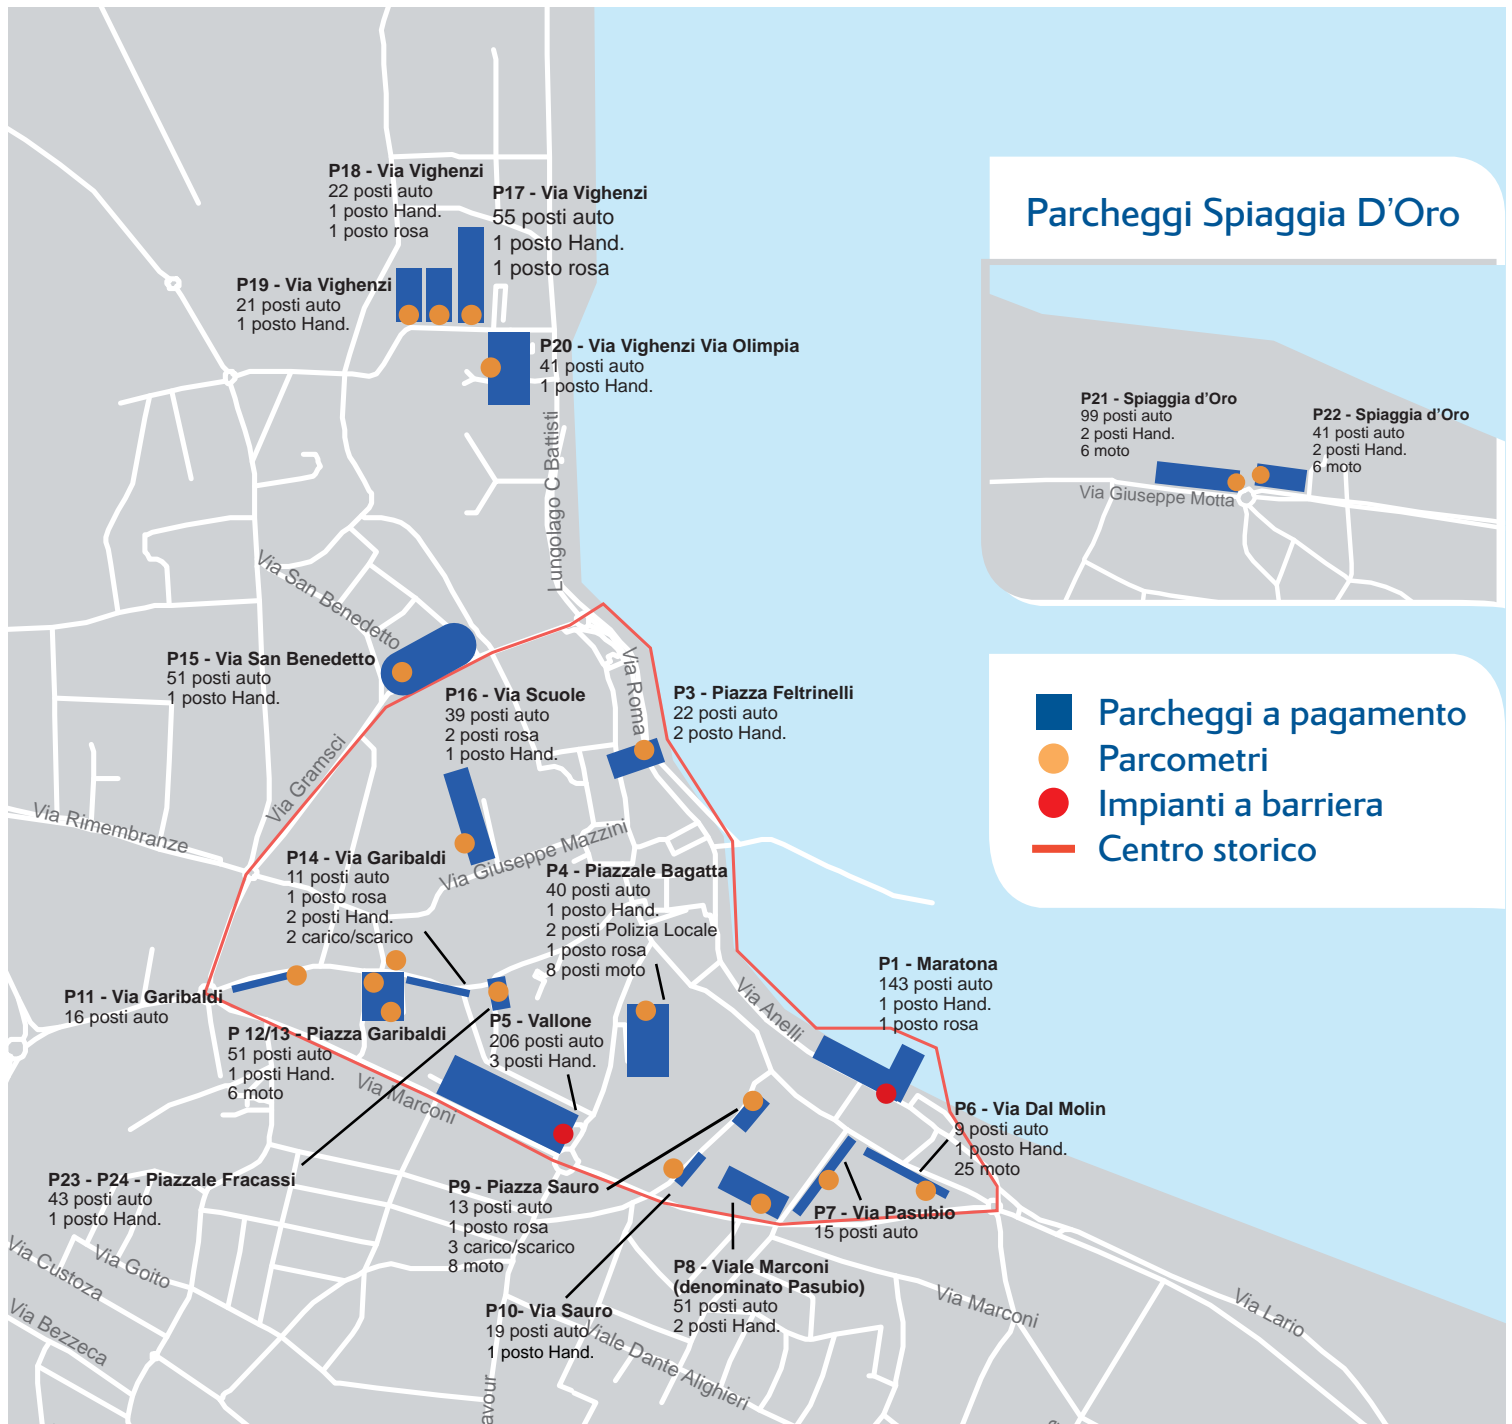 P18 - Via Vighenzi
22 posti auto
1 posto Hand.
1 posto rosa
P17 - Via Vighenzi
55 posti auto
1 posto Hand.
1 posto rosa
P19 - Via Vighenzi
21 posti auto
1 posto Hand.
P20 - Via Vighenzi Via Olimpia
41 posti auto
1 posto Hand.
Parcheggi Spiaggia D'Oro
P21 - Spiaggia d'Oro
99 posti auto
2 posti Hand.
6 moto
P22 - Spiaggia d'Oro
41 posti auto
2 posti Hand.
6 moto
Via Giuseppe Motta
Lungolago C Battisti
Via San Benedetto
P15 - Via San Benedetto
51 posti auto
1 posto Hand.
P16 - Via Scuole
39 posti auto
2 posti rosa
1 posto Hand.
Via Roma
P3 - Piazza Feltrinelli
22 posti auto
2 posto Hand.
Parcheggi a pagamento
Parcometri
Impianti a barriera
Centro storico
Via Gramsci
Via Rimembranze
Via Giuseppe Mazzini
P14 - Via Garibaldi
11 posti auto
1 posto rosa
2 posti Hand.
2 carico/scarico
P4 - Piazzale Bagatta
40 posti auto
1 posto Hand.
2 posti Polizia Locale
1 posto rosa
8 posti moto
P1 - Maratona
143 posti auto
1 posto Hand.
1 posto rosa
Via Anelli
P11 - Via Garibaldi
16 posti auto
P 12/13 - Piazza Garibaldi
51 posti auto
1 posti Hand.
6 moto
P5 - Vallone
206 posti auto
3 posti Hand.
Via Marconi
P6 - Via Dal Molin
9 posti auto
1 posto Hand.
25 moto
P23 - P24 - Piazzale Fracassi
43 posti auto
1 posto Hand.
P9 - Piazza Sauro
13 posti auto
1 posto rosa
3 carico/scarico
8 moto
P7 - Via Pasubio
15 posti auto
P8 - Viale Marconi
(denominato Pasubio)
51 posti auto
2 posti Hand.
P10- Via Sauro
19 posti auto
1 posto Hand.
Via Goito
Via Custoza
Via Bezzeca
Viale Dante Alighieri
Via Marconi
Via Lario
avour